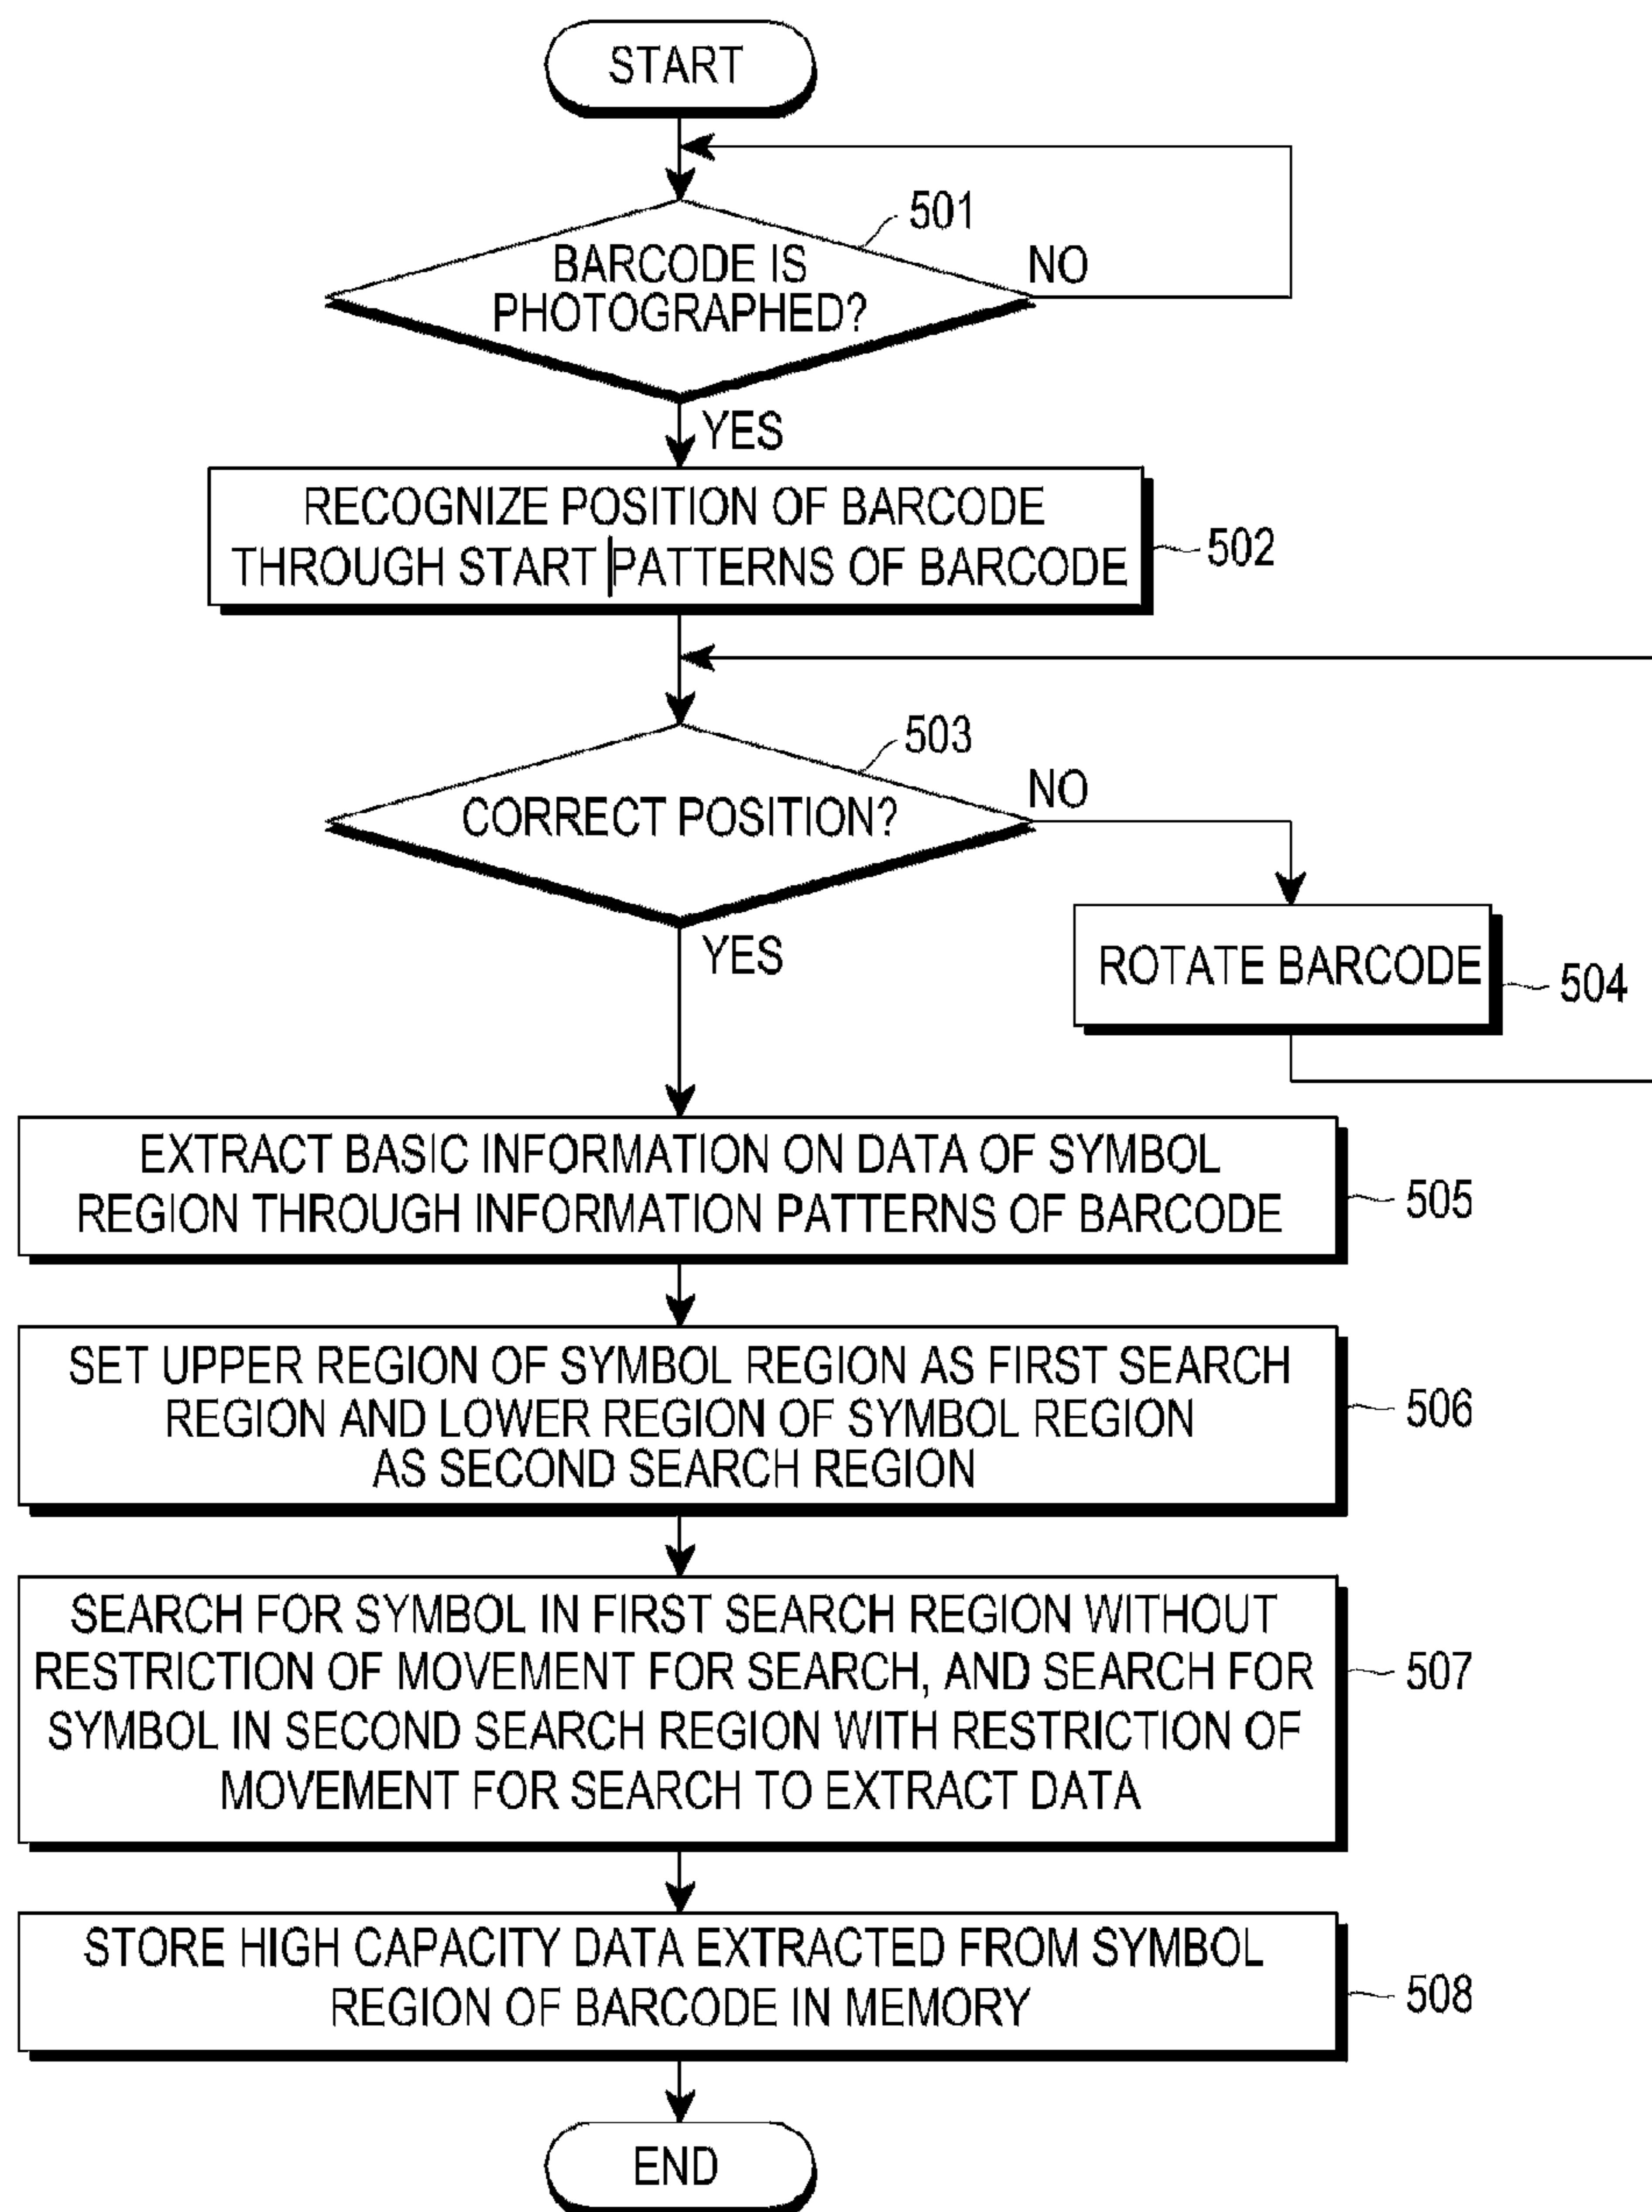 START
501
BARCODE IS
PHOTOGRAPHED?
NO
YES
RECOGNIZE POSITION OF BARCODE
THROUGH START PATTERNS OF BARCODE
502
503
CORRECT POSITION?
NO
YES
ROTATE BARCODE
504
EXTRACT BASIC INFORMATION ON DATA OF SYMBOL
REGION THROUGH INFORMATION PATTERNS OF BARCODE
505
SET UPPER REGION OF SYMBOL REGION AS FIRST SEARCH
REGION AND LOWER REGION OF SYMBOL REGION
AS SECOND SEARCH REGION
506
SEARCH FOR SYMBOL IN FIRST SEARCH REGION WITHOUT
RESTRICTION OF MOVEMENT FOR SEARCH, AND SEARCH FOR
SYMBOL IN SECOND SEARCH REGION WITH RESTRICTION OF
MOVEMENT FOR SEARCH TO EXTRACT DATA
507
STORE HIGH CAPACITY DATA EXTRACTED FROM SYMBOL
REGION OF BARCODE IN MEMORY
508
END